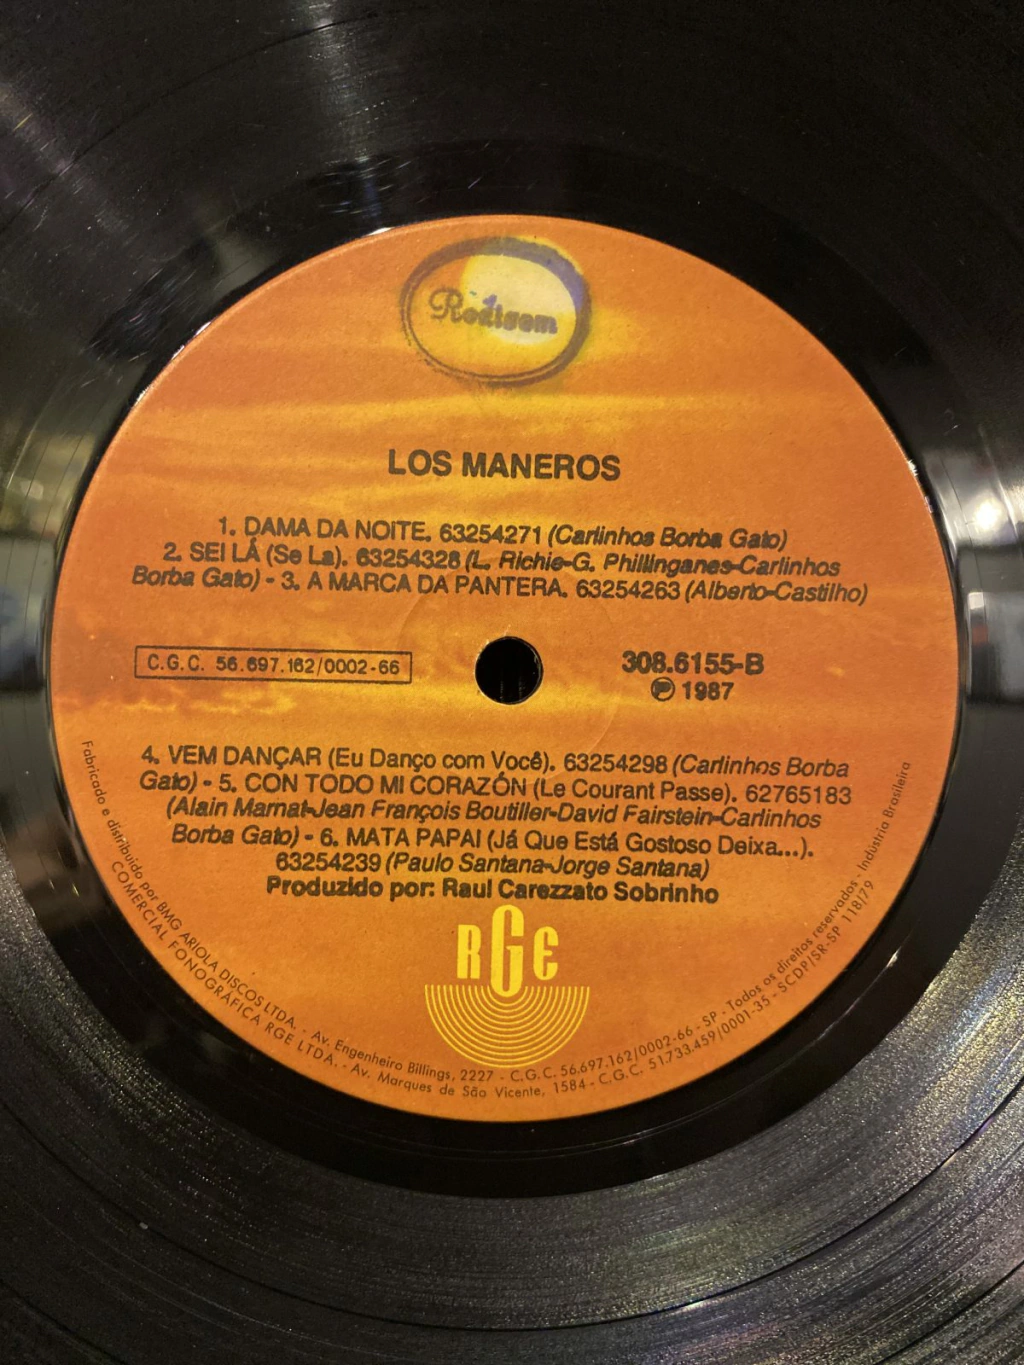 Rodisom
LOS MANEROS
1. DAMA DA NOITE. 63254271 (Carlinhos Borba Gato)
2. SEI LÁ (Se La). 63254328 (L. Richie-G. Phillinganes-Carlinhos
Borba Gato) - 3. A MARCA DA PANTERA. 63254263 (Alberto-Castilho)
C.G.C. 56.697.162/0002-66
308.6155-B
Ⓟ 1987
4. VEM DANÇAR (Eu Danço com Você). 63254298 (Carlinhos Borba
Gato) - 5. CON TODO MI CORAZÓN (Le Courant Passe). 62765183
(Alain Mamat-Jean François Boutiller-David Fairstein-Carlinhos
Borba Gato) - 6. MATA PAPAI (Já Que Está Gostoso Deixa...).
63254239 (Paulo Santana-Jorge Santana)
Produzido por: Raul Carezzato Sobrinho
RGE
Fabricado e distribuído por BMG ARIOLA DISCOS LTDA. - Av. Engenheiro Billings, 2227 - C.G.C. 56.697.162/0002-66 - SP - Todos os direitos reservados - Indústria Brasileira
COMERCIAL FONOGRÁFICA RGE LTDA. - Av. Marques de São Vicente, 1584 - C.G.C. 51.733.459/0001-35 - SCDP/SR-SP 118/79